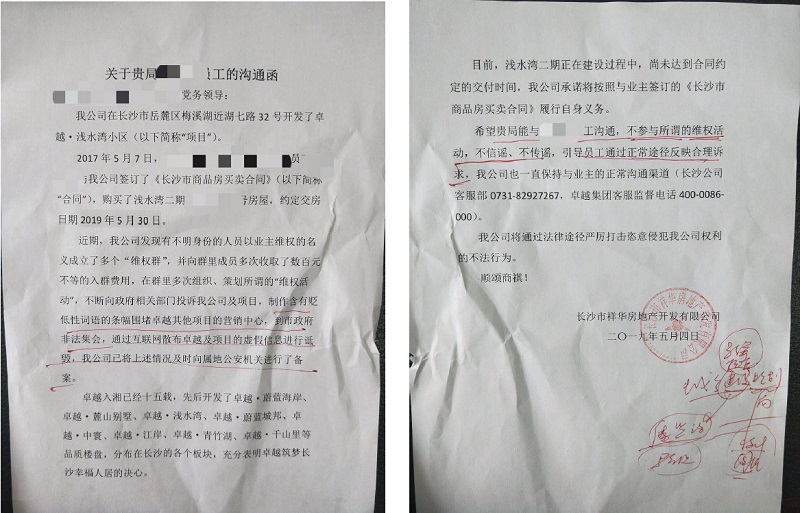 关于贵局员工的沟通函
党务领导：
我公司在长沙市岳麓区梅溪湖近湖七路 32 号开发了卓
越·浅水湾小区（以下简称“项目”）。
2017 年 5 月 7 日，员
与我公司签订了《长沙市商品房买卖合同》（以下简称
“合同”），购买了浅水湾二期号房屋，约定交房
日期 2019 年 5 月 30 日。
近期，我公司发现有不明身份的人员以业主维权的名
义成立了多个“维权群”，并向群里成员多次收取了数百元
不等的入群费用，在群里多次组织、策划所谓的“维权活
动”，不断向政府相关部门投诉我公司及项目，制作含有贬
低性词语的条幅围堵卓越其他项目的营销中心，到市政府
非法集会，通过互联网散布卓越及项目的虚假信息进行诋
毁，我公司已将上述情况及时向属地公安机关进行了备
案。
卓越入湘已经十五载，先后开发了卓越·蔚蓝海岸、
卓越·麓山别墅、卓越·浅水湾、卓越·蔚蓝城邦、卓
越·中寰、卓越·江岸、卓越·青竹湖、卓越·千山里等
品质楼盘，分布在长沙的各个板块，充分表明卓越筑梦长
沙幸福人居的决心。
目前，浅水湾二期正在建设过程中，尚未达到合同约
定的交付时间，我公司承诺将按照与业主签订的《长沙市
商品房买卖合同》履行自身义务。
希望贵局能与工沟通，不参与所谓的维权活
动，不信谣、不传谣，引导员工通过正常途径反映合理诉
求，我公司也一直保持与业主的正常沟通渠道（长沙公司
客服部 0731-82927267，卓越集团客服监督电话 400-0086-
000）。
我公司将通过法律途径严厉打击恣意侵犯我公司权利
的不法行为。
顺颂商祺！
长沙市祥华房地产开发有限公司
二〇一九年五月四日